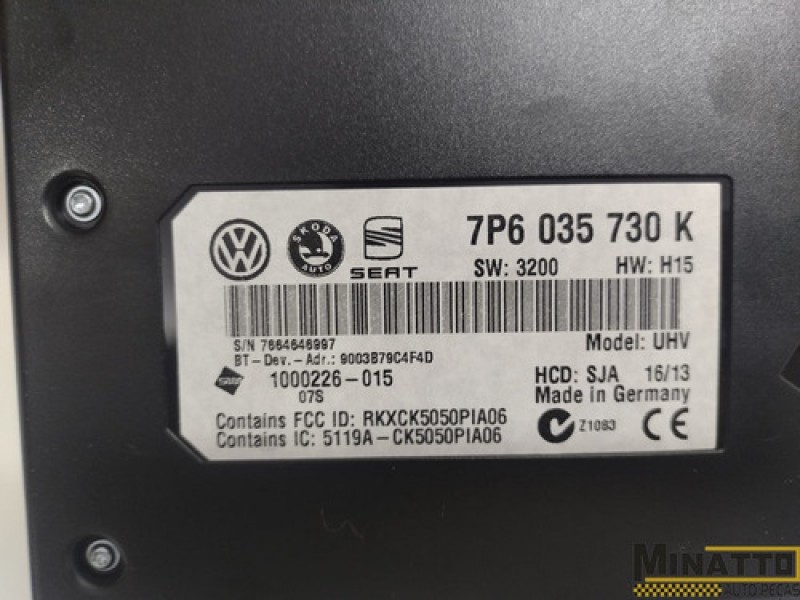 SKODA
AUTO
SEAT
7P6 035 730 K
SW: 3200 HW: H15
S/N 7664646997 Model: UHV
BT-Dev.-Adr.: 9003B79C4F4D
1000226-015 HCD: SJA 16/13
07S Made in Germany
Contains FCC ID: RKXCK5050PIA06
Contains IC: 5119A-CK5050PIA06
Z1083 CE
MINATTO
AUTO PEÇAS